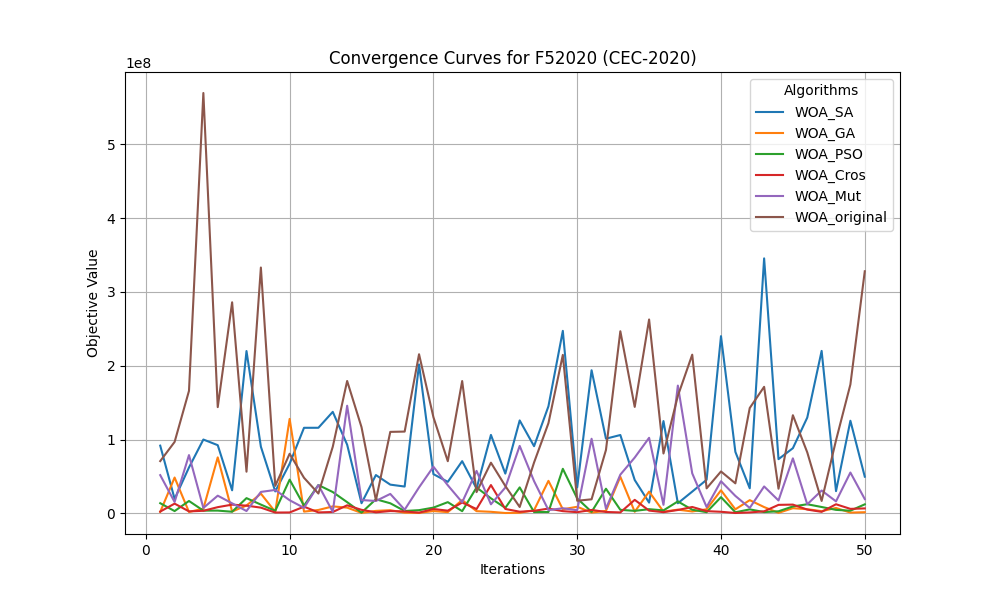 Convergence Curves for F52020 (CEC-2020)
1e8
Algorithms
WOA_SA
WOA_GA
WOA_PSO
WOA_Cros
WOA_Mut
WOA_original
5
4
3
2
1
0
Objective Value
0 10 20 30 40 50
Iterations